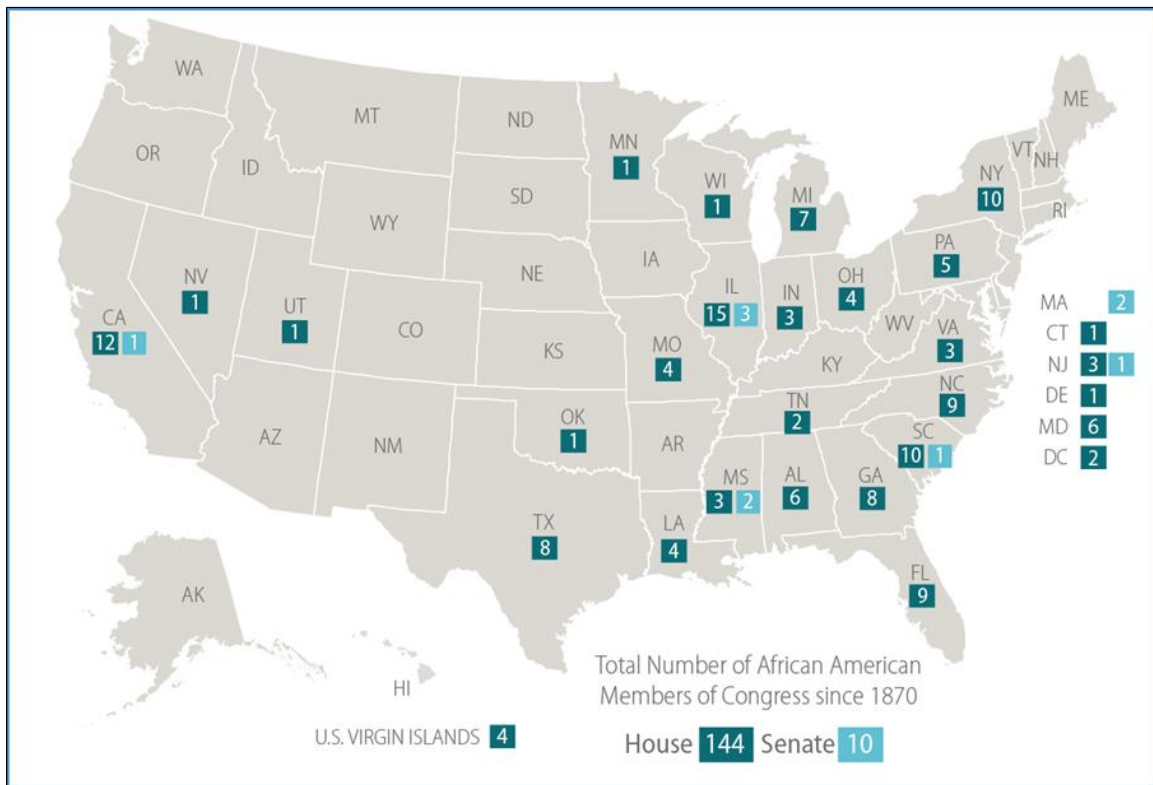 WA
MT
ND
MN
1
ME
VT
NH
OR
ID
SD
WI
1
MI
7
NY
10
RI
WY
IA
PA
5
NE
NV
1
UT
1
IL
15 3
IN
3
OH
4
MA 2
CT 1
NJ 3 1
DE 1
MD 6
DC 2
CA
12 1
CO
KS
MO
4
WV
VA
3
KY
NC
9
TN
2
AZ
NM
OK
1
AR
SC
10 1
MS
3 2
AL
6
GA
8
TX
8
LA
4
FL
9
AK
HI
Total Number of African American
Members of Congress since 1870
U.S. VIRGIN ISLANDS 4
House 144 Senate 10